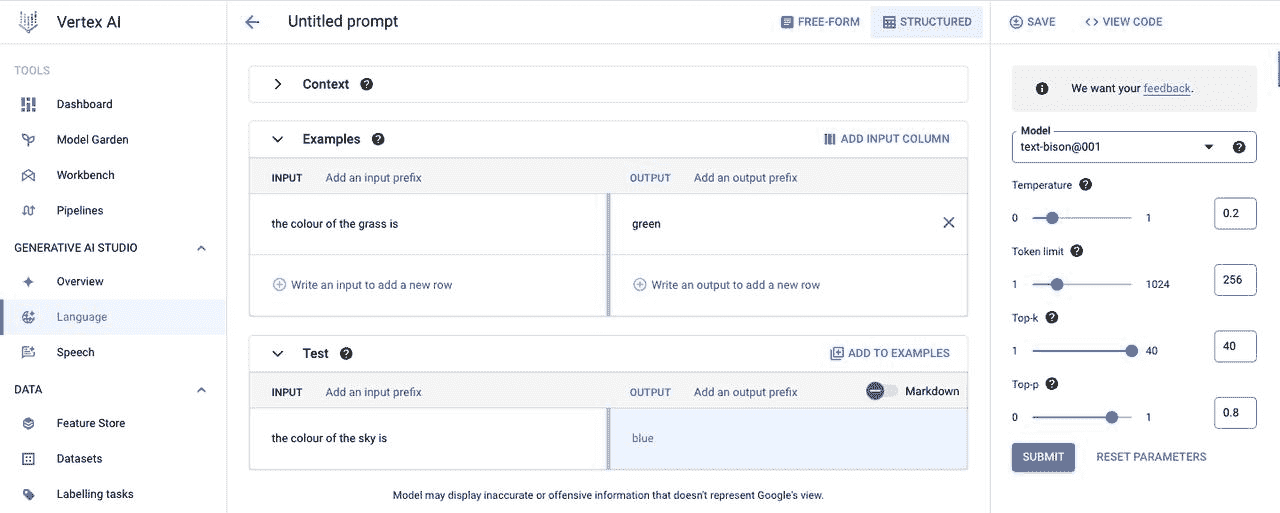 Vertex AI
Untitled prompt
FREE-FORM
STRUCTURED
SAVE
<> VIEW CODE
TOOLS
Dashboard
Model Garden
Workbench
Pipelines
GENERATIVE AI STUDIO
Overview
Language
Speech
DATA
Feature Store
Datasets
Labelling tasks
Context
Examples
ADD INPUT COLUMN
INPUT Add an input prefix OUTPUT Add an output prefix
the colour of the grass is green
Write an input to add a new row Write an output to add a new row
Test
ADD TO EXAMPLES
INPUT Add an input prefix OUTPUT Add an output prefix Markdown
the colour of the sky is blue
Model may display inaccurate or offensive information that doesn't represent Google's view.
We want your feedback.
Model
text-bison@001
Temperature
0 1 0.2
Token limit
1 1024 256
Top-k
1 40 40
Top-p
0 1 0.8
SUBMIT RESET PARAMETERS